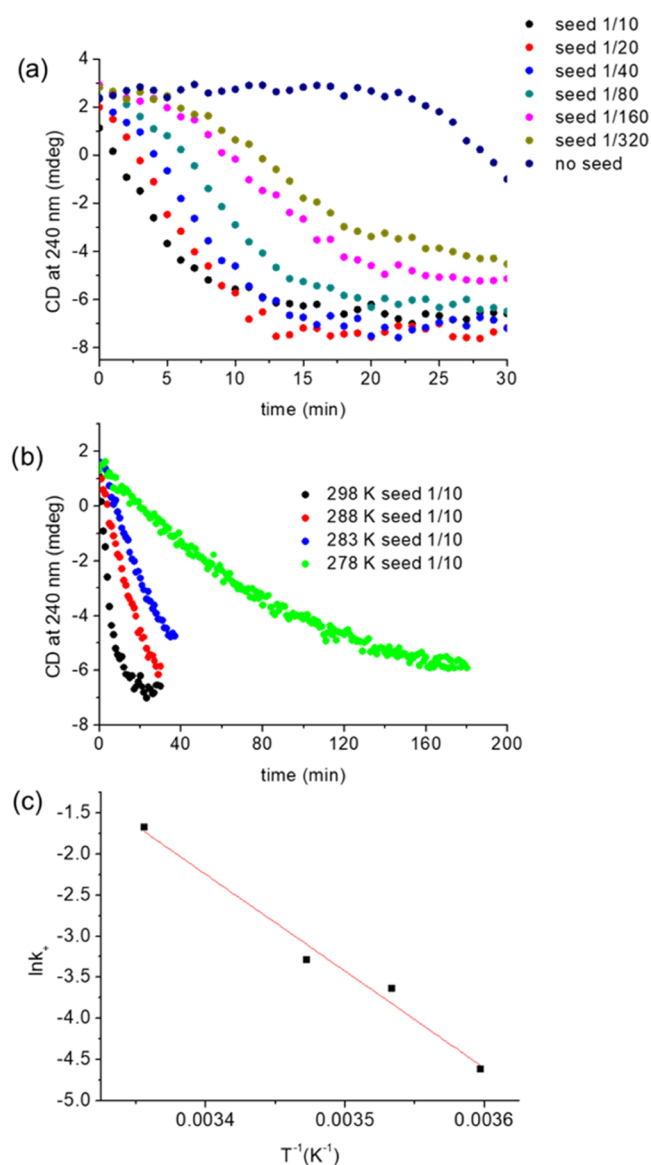 seed 1/10
seed 1/20
seed 1/40
seed 1/80
seed 1/160
seed 1/320
no seed
(a)
4
2
0
-2
-4
-6
-8
CD at 240 nm (mdeg)
0 5 10 15 20 25 30
time (min)
(b)
2
0
-2
-4
-6
-8
CD at 240 nm (mdeg)
298 K seed 1/10
288 K seed 1/10
283 K seed 1/10
278 K seed 1/10
0 40 80 120 160 200
time (min)
(c)
-1.5
-2.0
-2.5
-3.0
-3.5
-4.0
-4.5
-5.0
lnk+
0.0034 0.0035 0.0036
T⁻¹(K⁻¹)